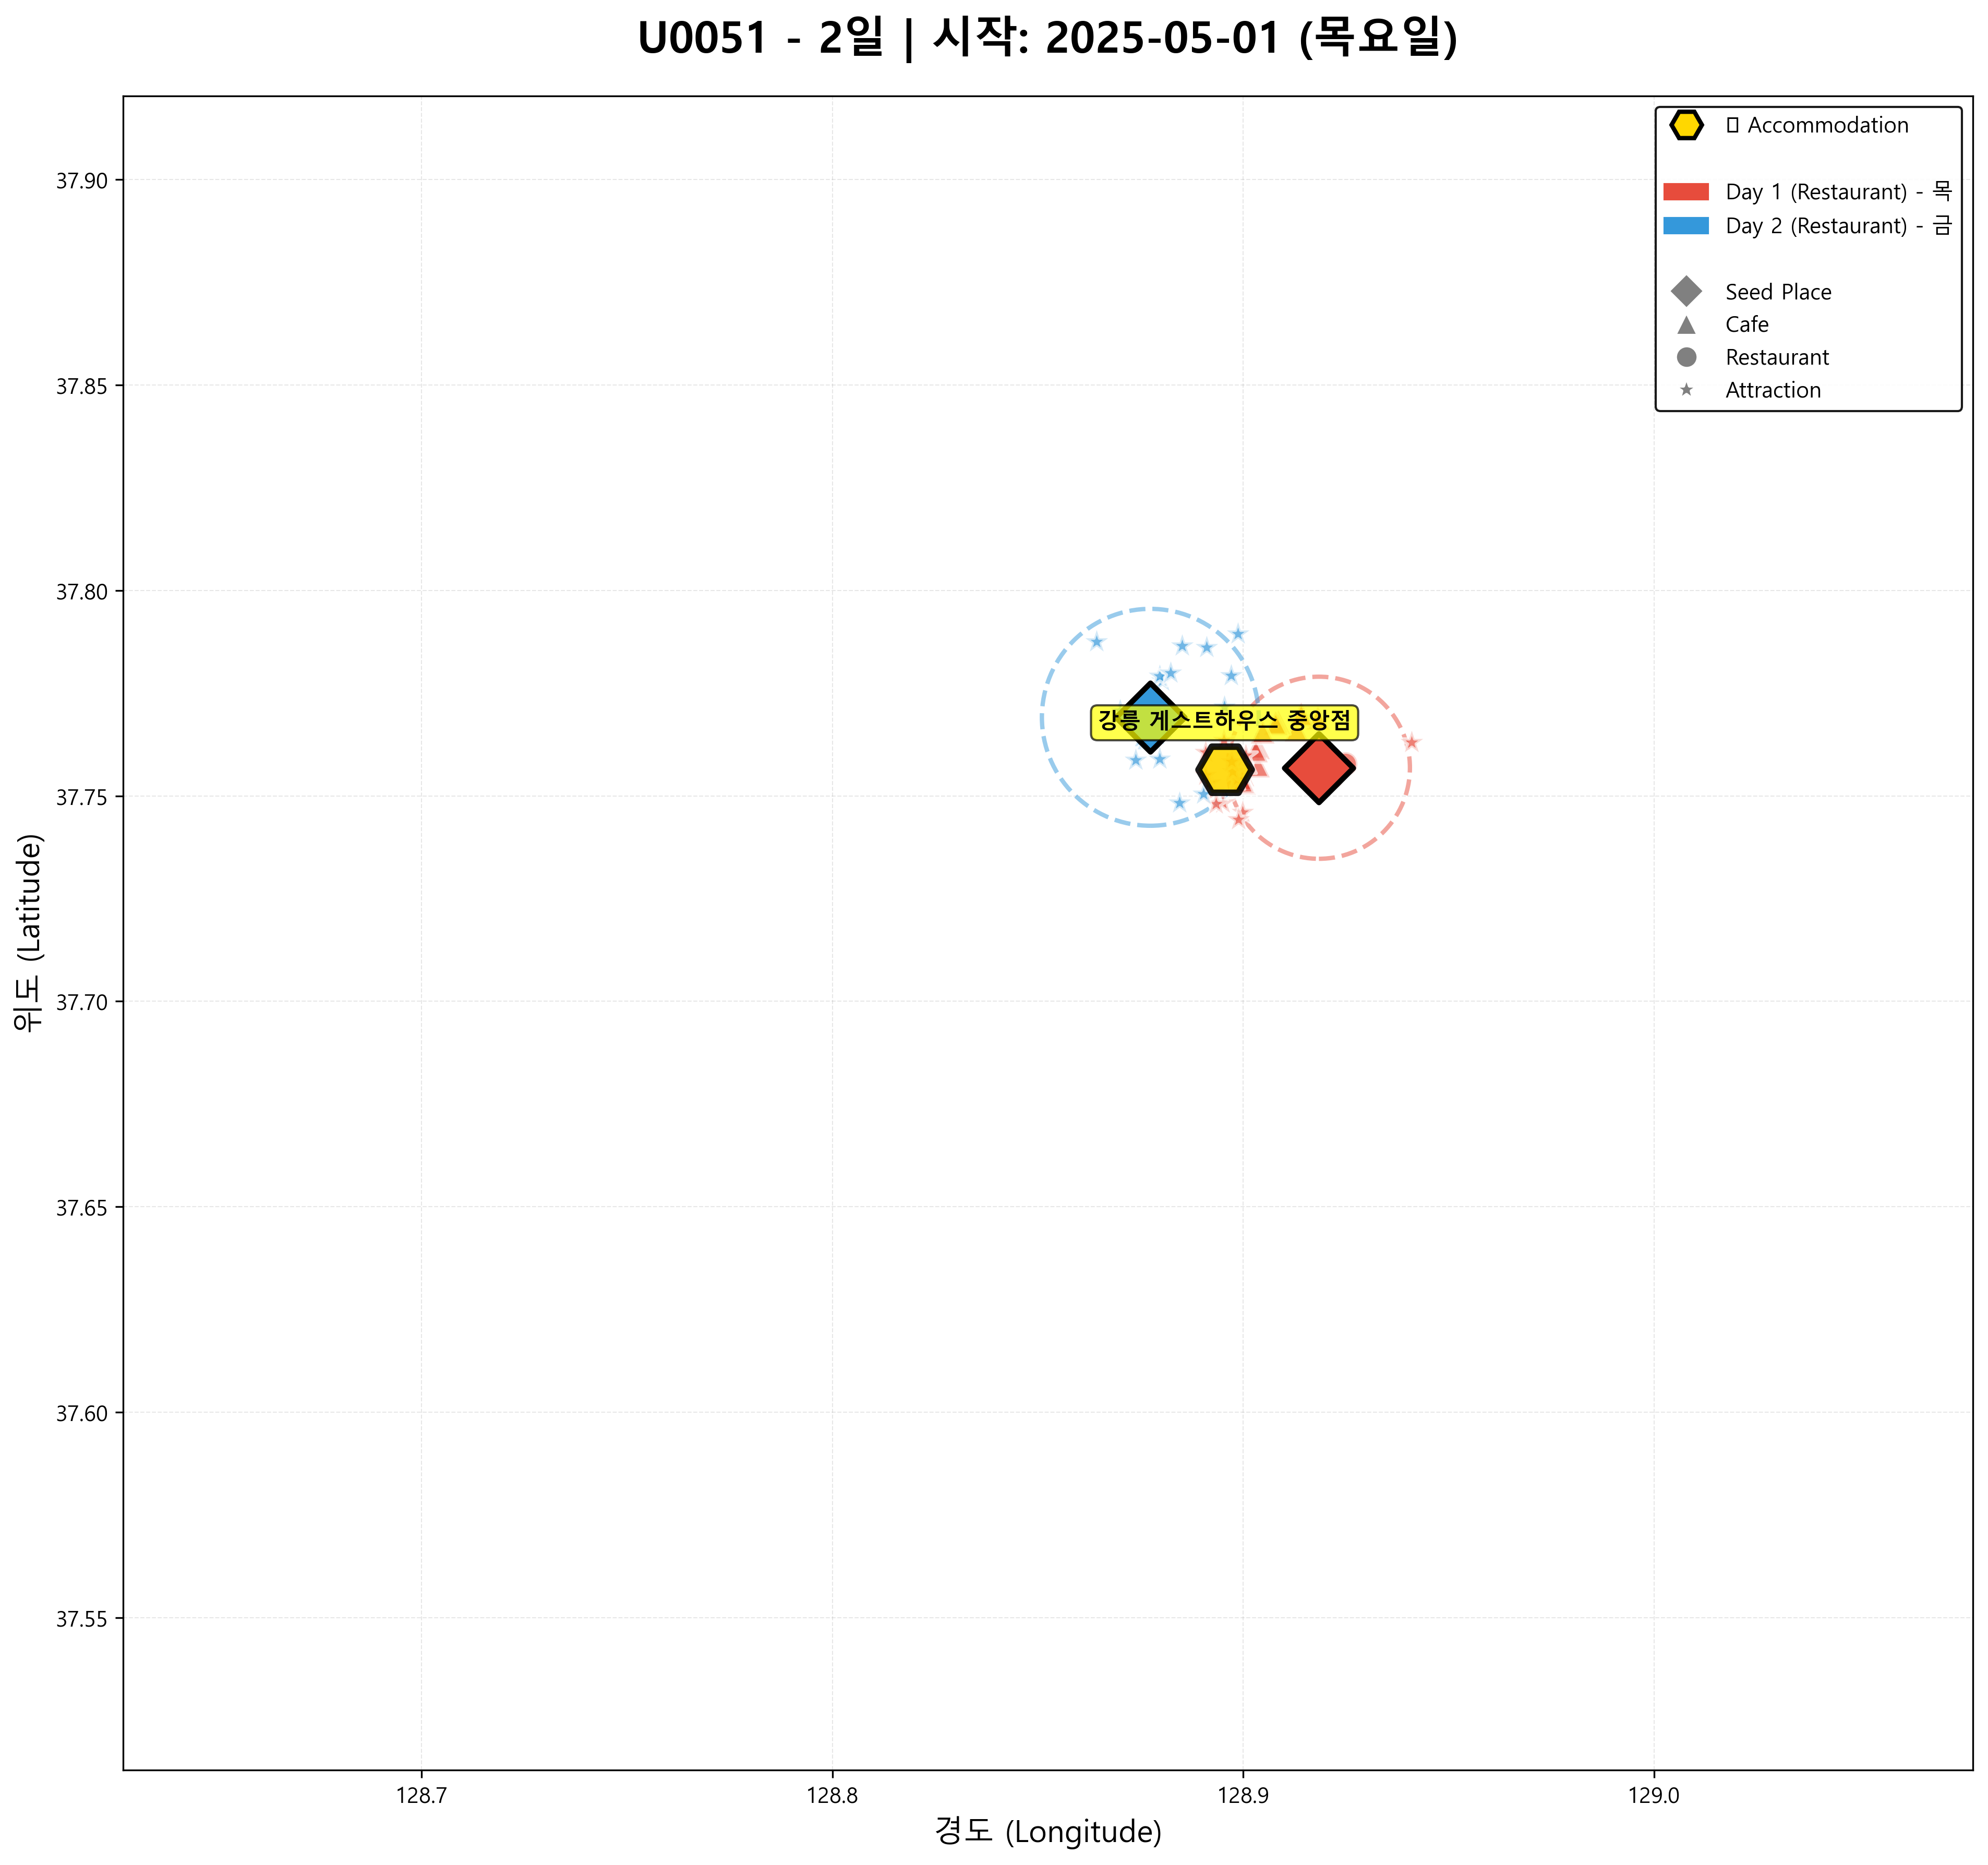 U0051 - 2일 | 시작: 2025-05-01 (목요일)
Accommodation
Day 1 (Restaurant) - 목
Day 2 (Restaurant) - 금
Seed Place
Cafe
Restaurant
Attraction
강릉 게스트하우스 중앙점
37.90
37.85
37.80
37.75
37.70
37.65
37.60
37.55
위도 (Latitude)
128.7
128.8
128.9
129.0
경도 (Longitude)